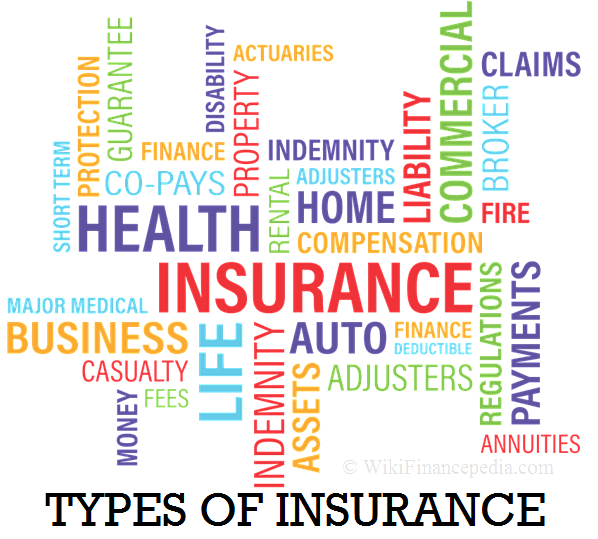 GUARANTEE
PROTECTION
SHORT TERM
DISABILITY
ACTUARIES
PROPERTY
FINANCE
CO-PAYS
HEALTH
RENTAL
INDEMNITY
ADJUSTERS
HOME
COMPENSATION
LIABILITY
COMMERCIAL
CLAIMS
BROKER
FIRE
INSURANCE
MAJOR MEDICAL
BUSINESS
CASUALTY
MONEY
FEES
LIFE
INDEMNITY
AUTO
FINANCE
DEDUCTIBLE
ASSETS
ADJUSTERS
REGULATIONS
PAYMENTS
ANNUITIES
© WikiFinancepedia.com
TYPES OF INSURANCE